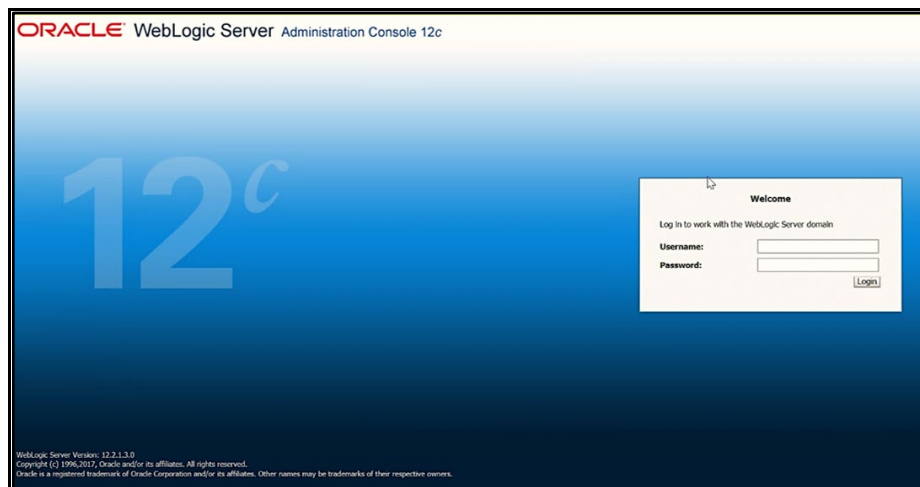 ORACLE WebLogic Server Administration Console 12c
12c
Welcome
Log in to work with the WebLogic Server domain
Username:
Password:
Login
WebLogic Server Version: 12.2.1.3.0
Copyright (c) 1996,2017, Oracle and/or its affiliates. All rights reserved.
Oracle is a registered trademark of Oracle Corporation and/or its affiliates. Other names may be trademarks of their respective owners.